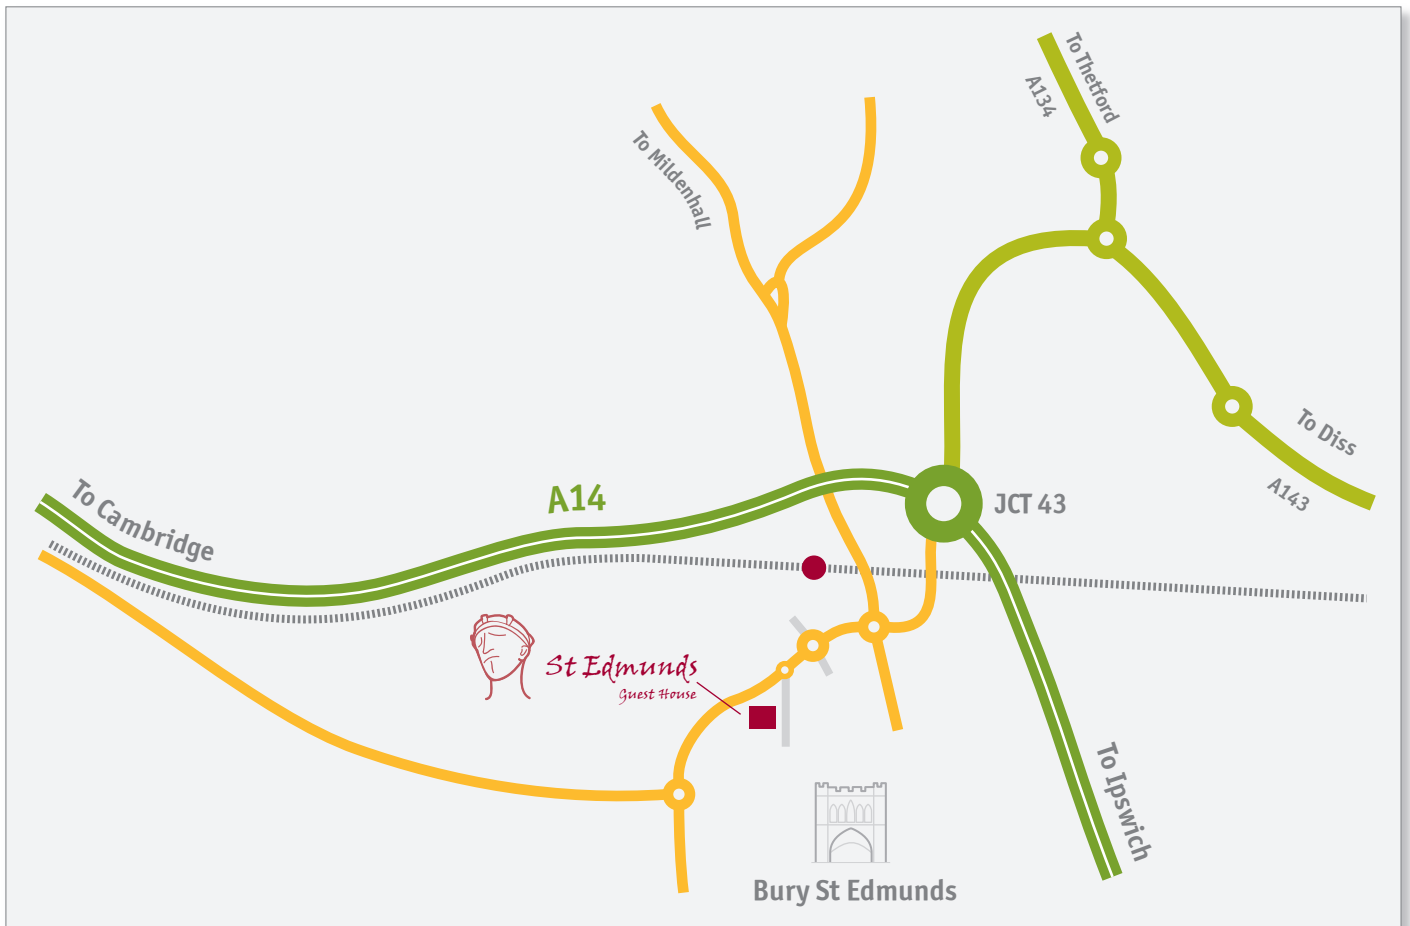 To Thetford
A134
To Mildenhall
To Diss
A143
To Cambridge
A14
JCT 43
St Edmunds
Guest House
To Ipswich
Bury St Edmunds